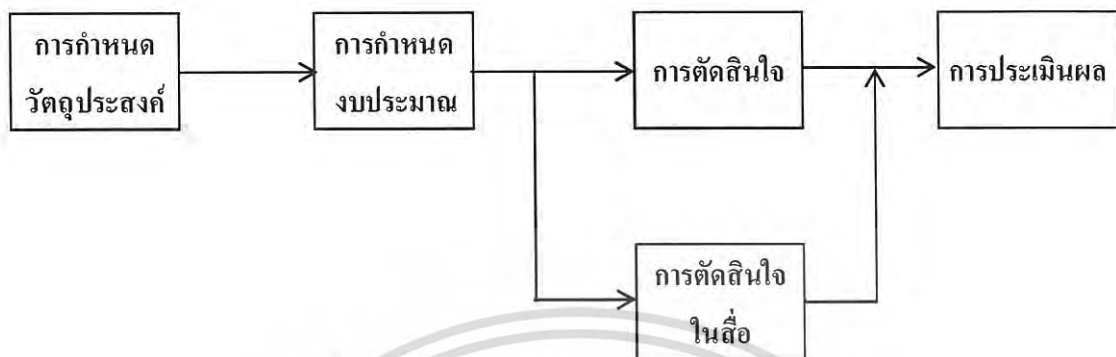 การกำหนด
วัตถุประสงค์
การกำหนด
งบประมาณ
การตัดสินใจ
การประเมินผล
การตัดสินใจ
ในสื่อ